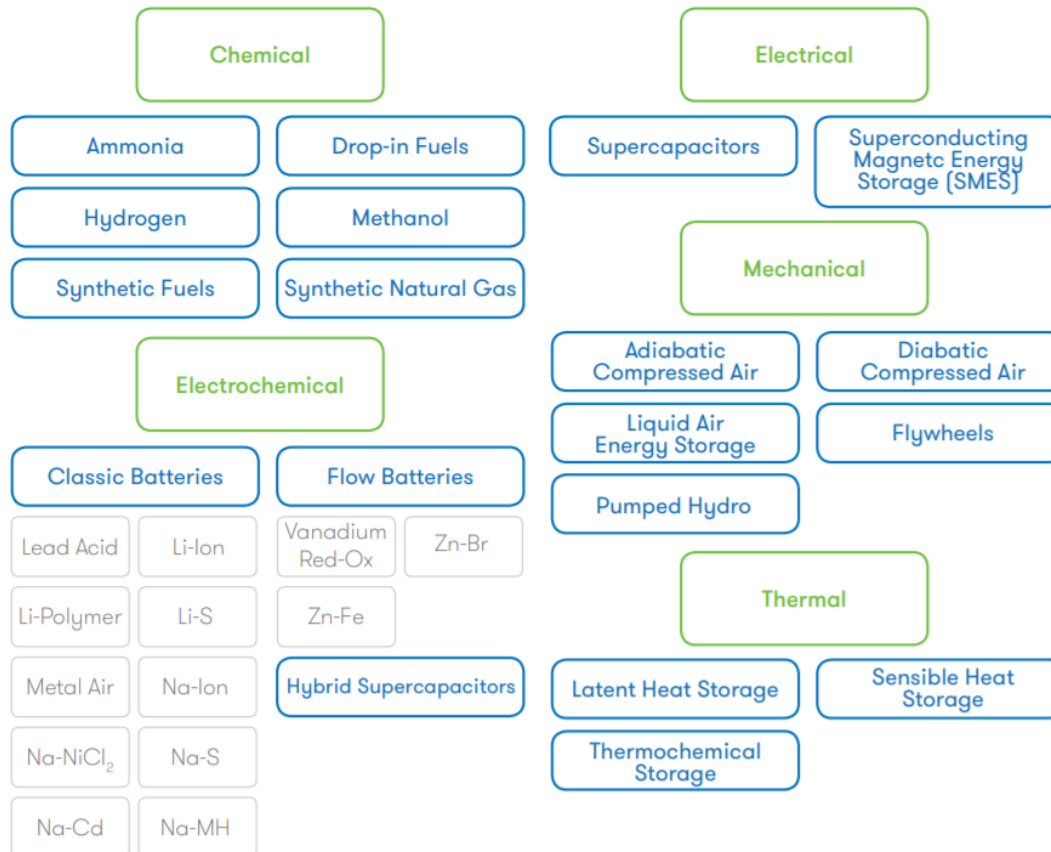 Chemical
Ammonia
Drop-in Fuels
Hydrogen
Methanol
Synthetic Fuels
Synthetic Natural Gas
Electrochemical
Classic Batteries
Flow Batteries
Lead Acid
Li-Ion
Vanadium
Red-Ox
Zn-Br
Li-Polymer
Li-S
Zn-Fe
Metal Air
Na-Ion
Hybrid Supercapacitors
Na-NiCl₂
Na-S
Na-Cd
Na-MH
Electrical
Supercapacitors
Superconducting
Magnetc Energy
Storage (SMES)
Mechanical
Adiabatic
Compressed Air
Diabatic
Compressed Air
Liquid Air
Energy Storage
Flywheels
Pumped Hydro
Thermal
Latent Heat Storage
Sensible Heat
Storage
Thermochemical
Storage